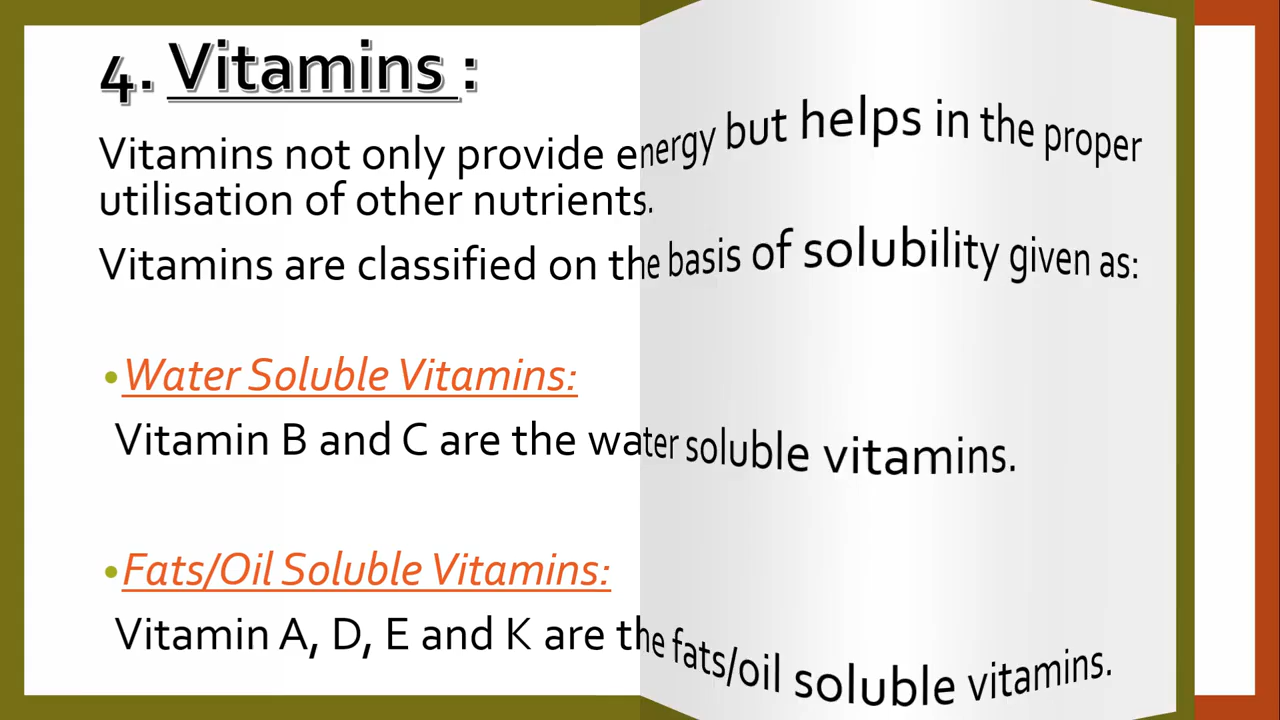 4. Vitamins :
Vitamins not only provide energy but helps in the proper
utilisation of other nutrients.
Vitamins are classified on the basis of solubility given as:
•Water Soluble Vitamins:
Vitamin B and C are the water soluble vitamins.
•Fats/Oil Soluble Vitamins:
Vitamin A, D, E and K are the fats/oil soluble vitamins.